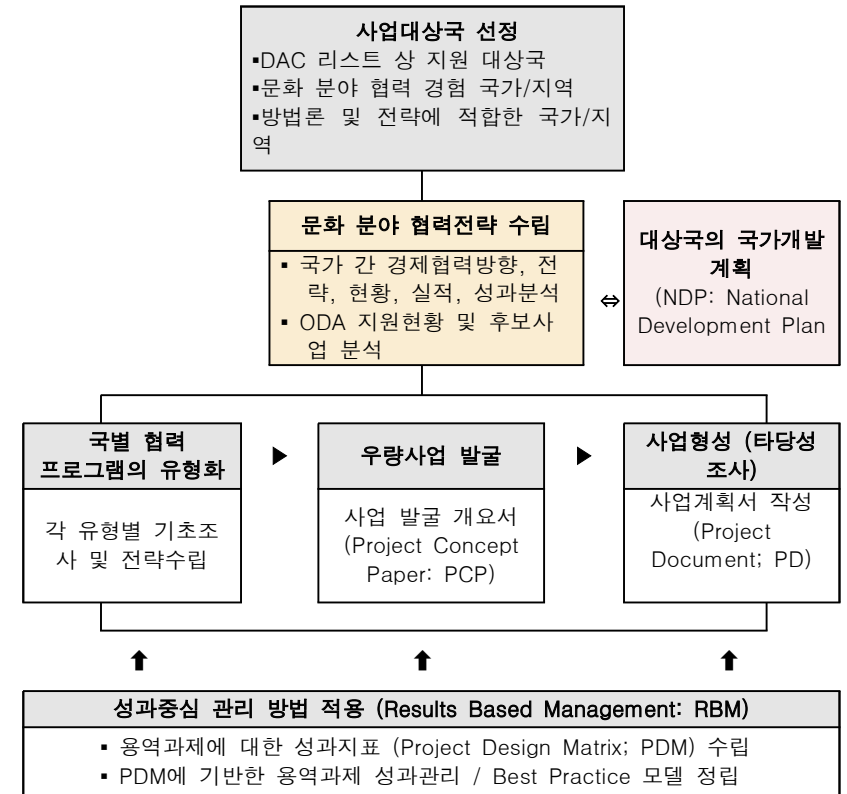 사업대상국 선정
▪DAC 리스트 상 지원 대상국
▪문화 분야 협력 경험 국가/지역
▪방법론 및 전략에 적합한 국가/지
역
문화 분야 협력전략 수립
▪ 국가 간 경제협력방향, 전
략, 현황, 실적, 성과분석
▪ ODA 지원현황 및 후보사
업 분석
⇔
대상국의 국가개발
계획
(NDP: National
Development Plan
국별 협력
프로그램의 유형화
각 유형별 기초조
사 및 전략수립
▶
우량사업 발굴
사업 발굴 개요서
(Project Concept
Paper: PCP)
▶
사업형성 (타당성
조사)
사업계획서 작성
(Project
Document; PD)
성과중심 관리 방법 적용 (Results Based Management: RBM)
▪ 용역과제에 대한 성과지표 (Project Design Matrix; PDM) 수립
▪ PDM에 기반한 용역과제 성과관리 / Best Practice 모델 정립